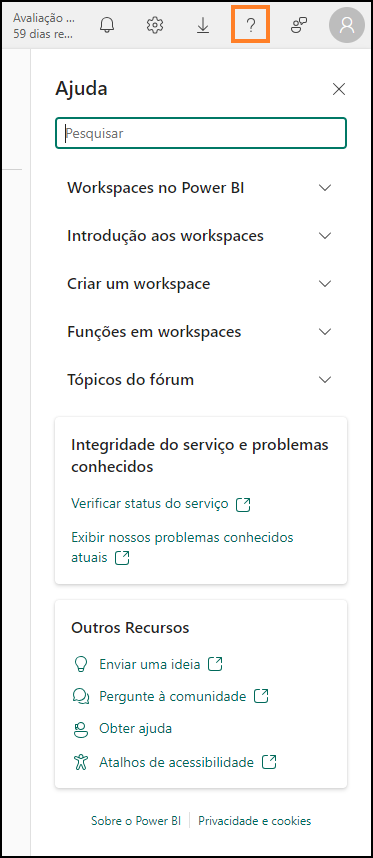 Avaliação ...
59 dias re...
?
Ajuda
Pesquisar
Workspaces no Power BI
Introdução aos workspaces
Criar um workspace
Funções em workspaces
Tópicos do fórum
Integridade do serviço e problemas
conhecidos
Verificar status do serviço
Exibir nossos problemas conhecidos
atuais
Outros Recursos
Enviar uma ideia
Pergunte à comunidade
Obter ajuda
Atalhos de acessibilidade
Sobre o Power BI
Privacidade e cookies